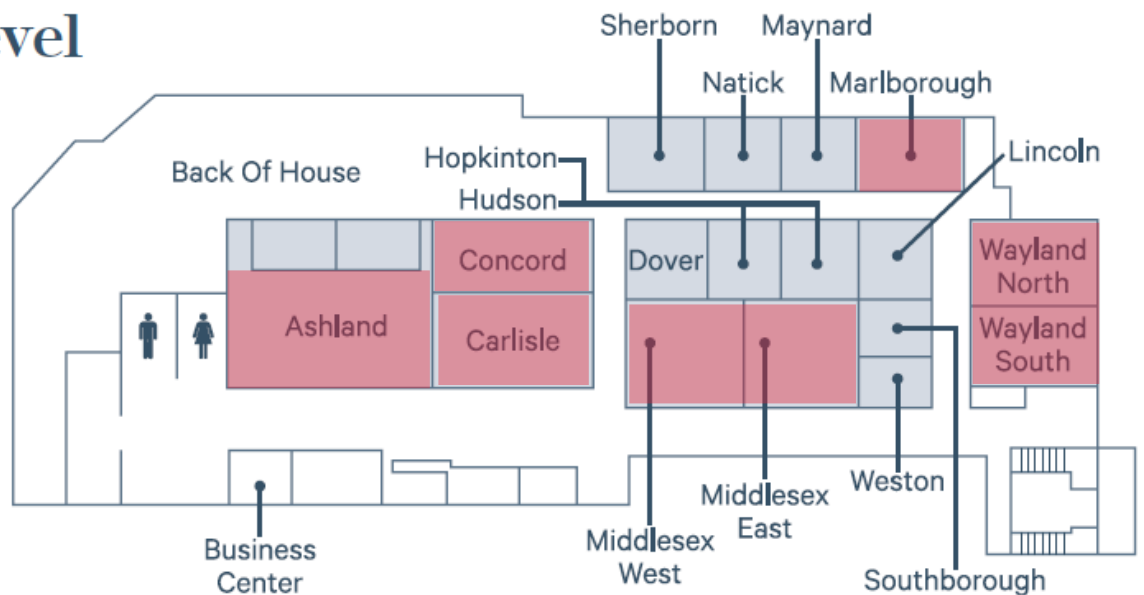 Sherborn
Maynard
Natick
Marlborough
Hopkinton
Lincoln
Back Of House
Hudson
Concord
Dover
Wayland
North
Ashland
Carlisle
Wayland
South
Weston
Middlesex
East
Middlesex
West
Business
Center
Southborough